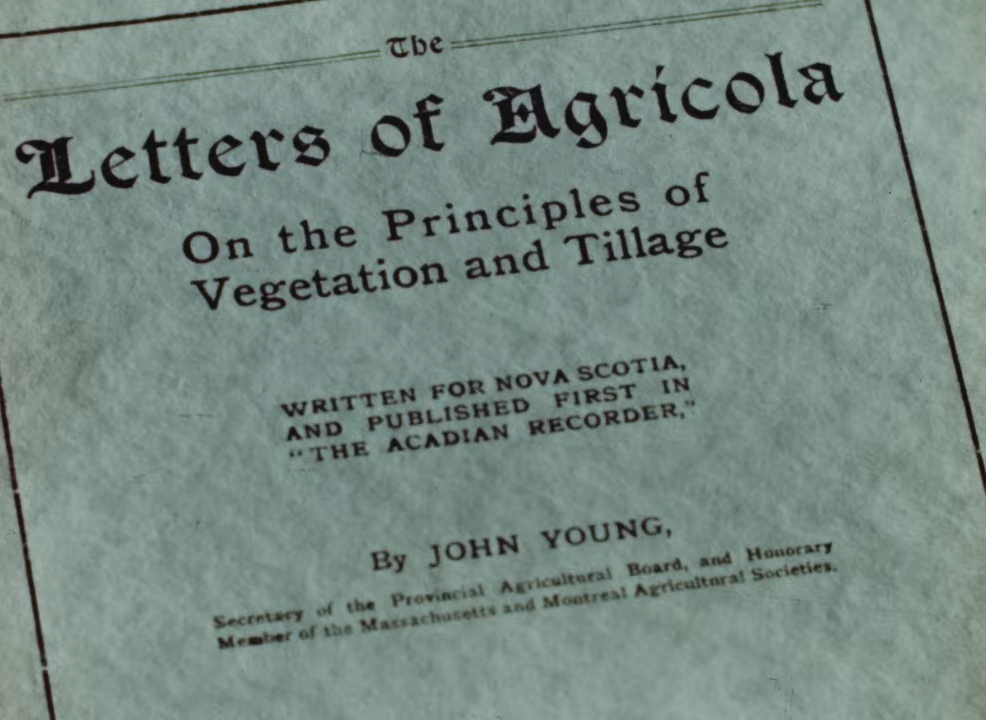 The
Letters of Agricola
On the Principles of
Vegetation and Tillage
WRITTEN FOR NOVA SCOTIA,
AND PUBLISHED FIRST IN
"THE ACADIAN RECORDER,"
By JOHN YOUNG,
Secretary of the Provincial Agricultural Board, and Honorary
Member of the Massachusetts and Montreal Agricultural Societies.